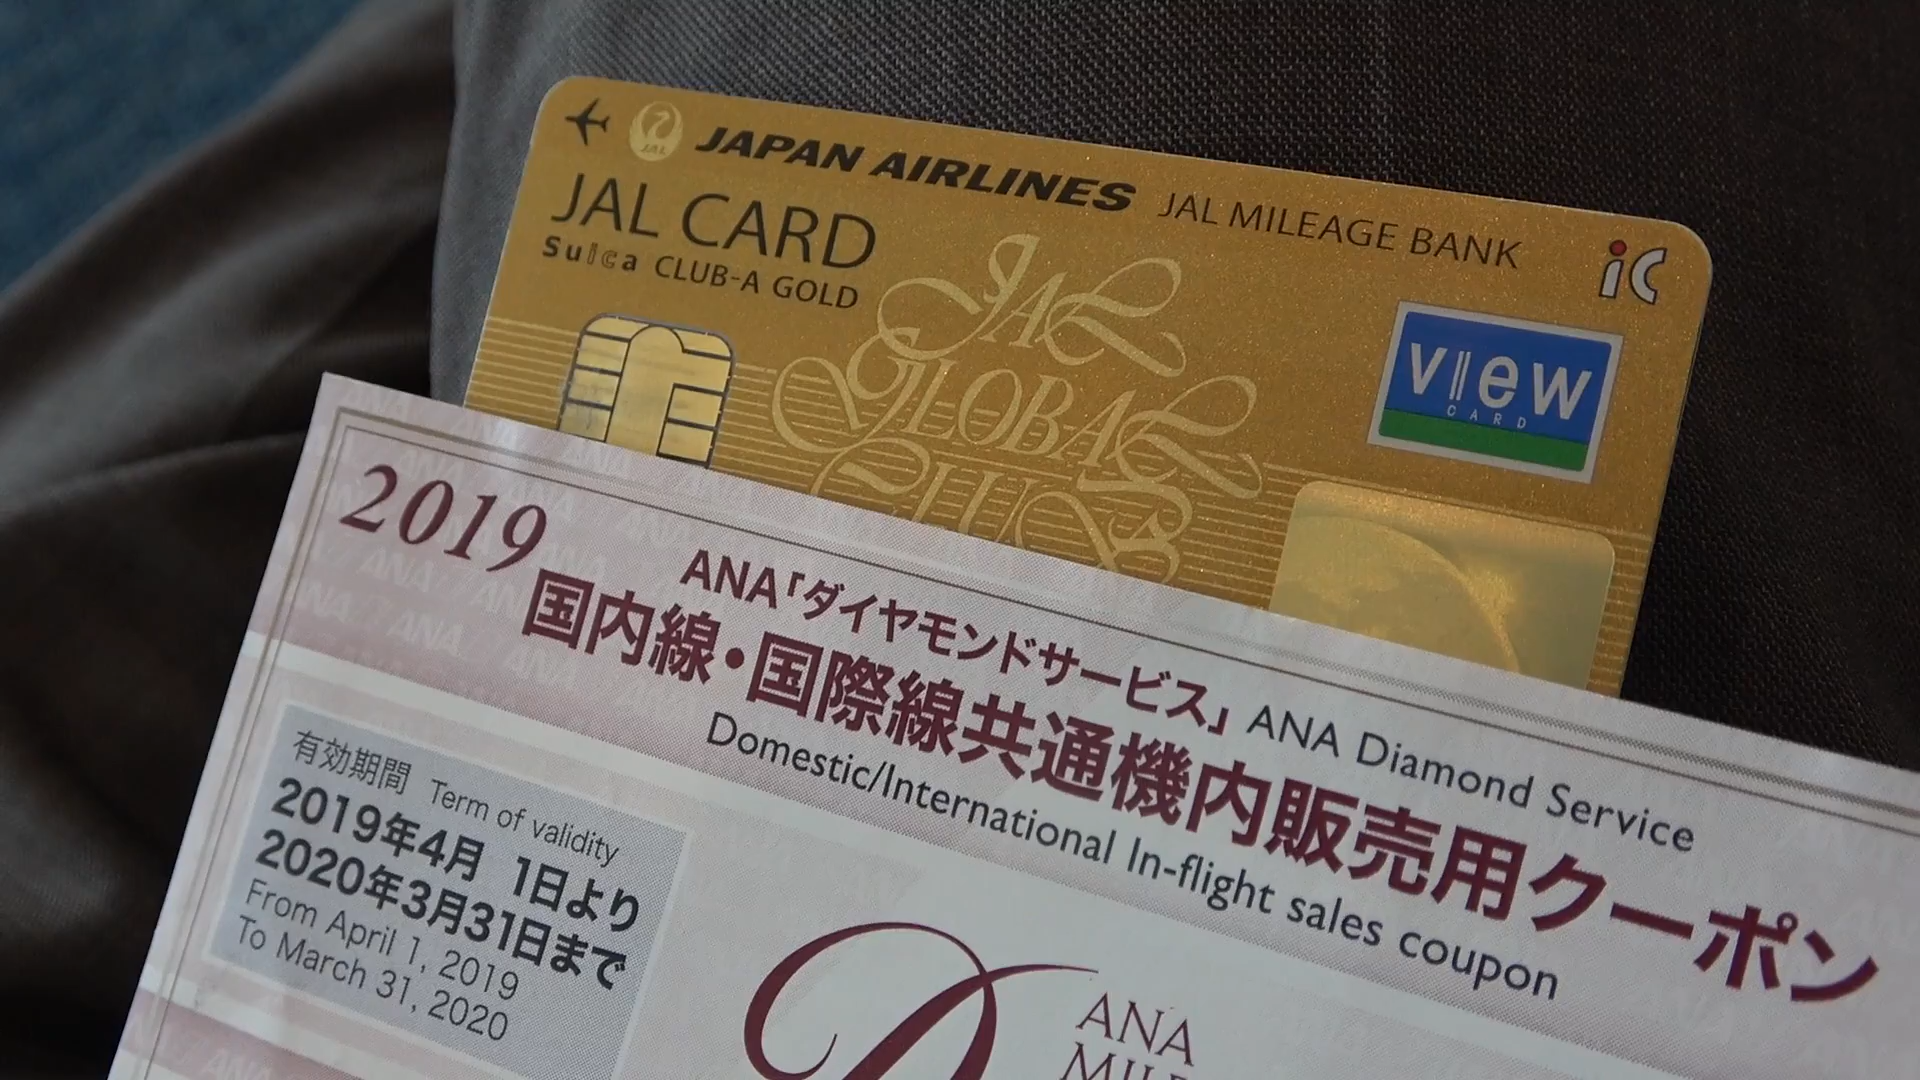 JAL
JAPAN AIRLINES JAL MILEAGE BANK
JAL CARD
Suica CLUB-A GOLD
iC
JAL
GLOBAL
CLUB
VIEW
CARD
2019
ANA「ダイヤモンドサービス」 ANA Diamond Service
国内線・国際線共通機内販売用クーポン
Domestic/International In-flight sales coupon
有効期間 Term of validity
2019年4月 1日より
2020年3月31日まで
From April 1, 2019
To March 31, 2020
D
ANA